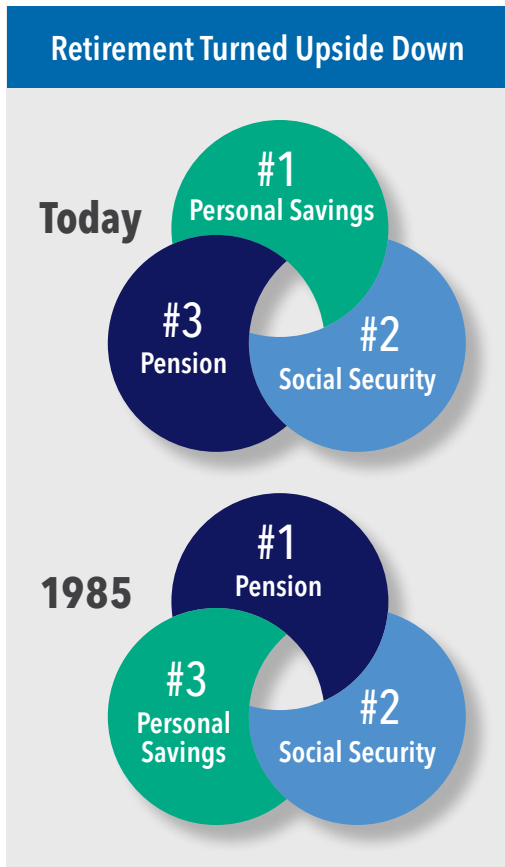 Retirement Turned Upside Down
Today
#1
Personal Savings
#3
Pension
#2
Social Security
1985
#1
Pension
#3
Personal
Savings
#2
Social Security